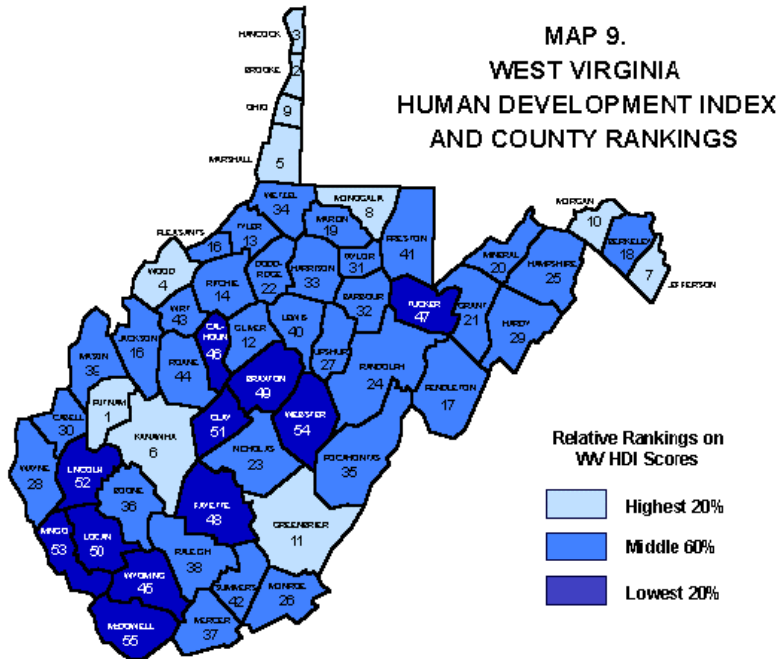 MAP 9.
WEST VIRGINIA
HUMAN DEVELOPMENT INDEX
AND COUNTY RANKINGS
HANCOCK
3
BROOKE
2
OHIO
9
MARSHALL
5
WETZEL
34
MONOGALIA
8
MARION
19
PRESTON
41
MORGAN
10
BERKELEY
18
7
JEFFERSON
PLEASANTS
16
TYLER
13
WOOD
4
RITCHIE
14
DODD-
RIDGE
22
HARRISON
33
TAYLOR
31
MINERAL
20
HAMPSHIRE
25
BARBOUR
32
TUCKER
47
GRANT
21
HARDY
29
WIRT
43
CAL-
HOUN
46
GILMER
12
LEWIS
40
UPSHUR
27
RANDOLPH
24
PENDLETON
17
JACKSON
16
MASON
39
ROANE
44
BRAXTON
49
CLAY
51
WEBSTER
54
PUTNAM
1
CABELL
30
KANAWHA
6
NICHOLAS
23
POCAHONTAS
35
WAYNE
28
LINCOLN
52
BOONE
36
FAYETTE
48
GREENBRIER
11
MINGO
53
LOGAN
50
RALEIGH
38
WYOMING
45
SUMMERS
42
MONROE
26
MERCER
37
McDOWELL
55
Relative Rankings on
WV HDI Scores
Highest 20%
Middle 60%
Lowest 20%